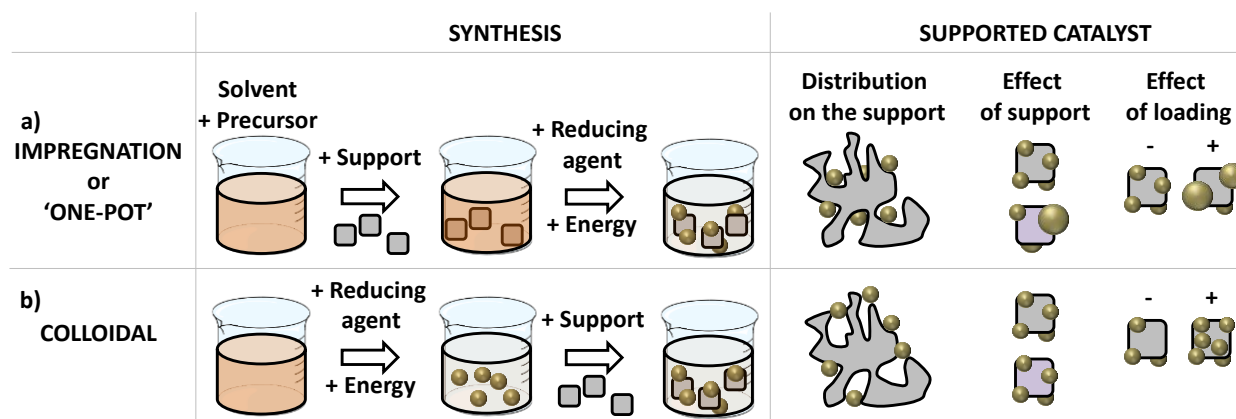 SYNTHESIS
SUPPORTED CATALYST
a)
IMPREGNATION
or
‘ONE-POT’
Solvent
+ Precursor
+ Support
+ Reducing
agent
+ Energy
Distribution
on the support
Effect
of support
Effect
of loading
- +
b)
COLLOIDAL
+ Reducing
agent
+ Energy
+ Support
- +